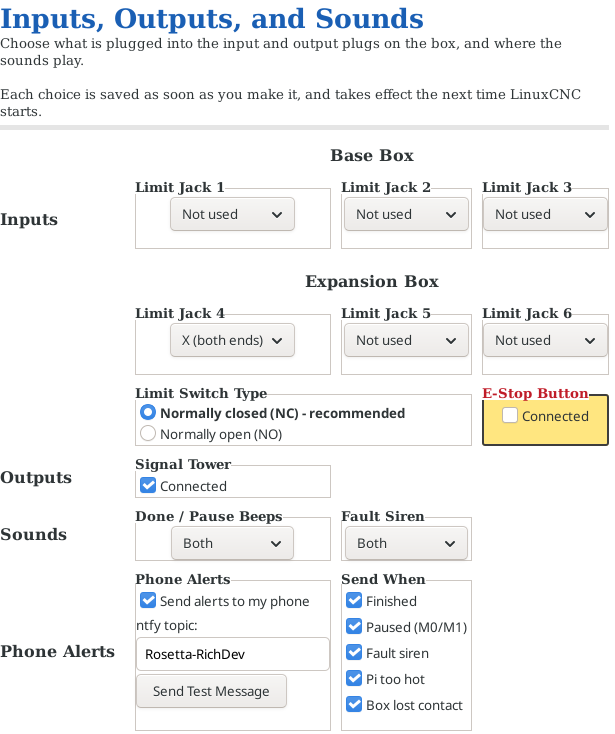 Inputs, Outputs, and Sounds
Choose what is plugged into the input and output plugs on the box, and where the
sounds play.
Each choice is saved as soon as you make it, and takes effect the next time LinuxCNC
starts.
Base Box
Inputs
Limit Jack 1
Not used
Limit Jack 2
Not used
Limit Jack 3
Not used
Expansion Box
Limit Jack 4
X (both ends)
Limit Jack 5
Not used
Limit Jack 6
Not used
Limit Switch Type
Normally closed (NC) - recommended
Normally open (NO)
E-Stop Button
Connected
Outputs
Signal Tower
Connected
Sounds
Done / Pause Beeps
Both
Fault Siren
Both
Phone Alerts
Phone Alerts
Send alerts to my phone
ntfy topic:
Rosetta-RichDev
Send Test Message
Send When
Finished
Paused (M0/M1)
Fault siren
Pi too hot
Box lost contact